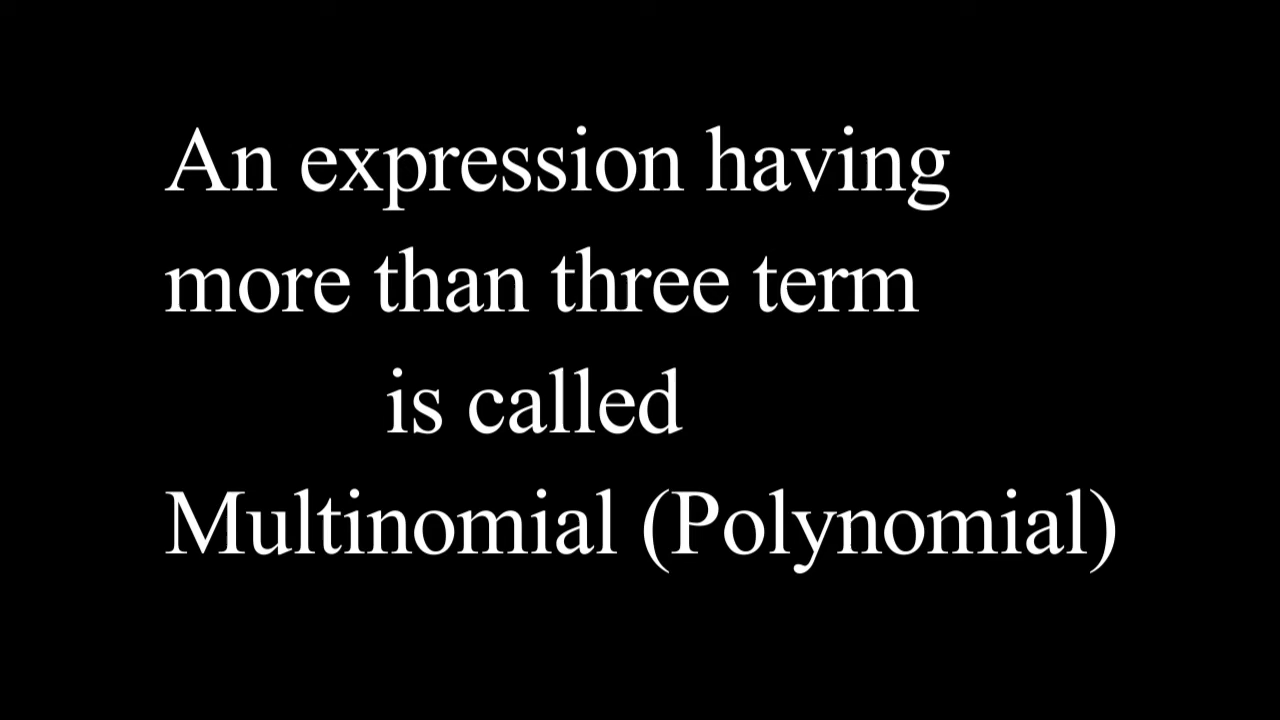 An expression having
more than three term
is called
Multinomial (Polynomial)